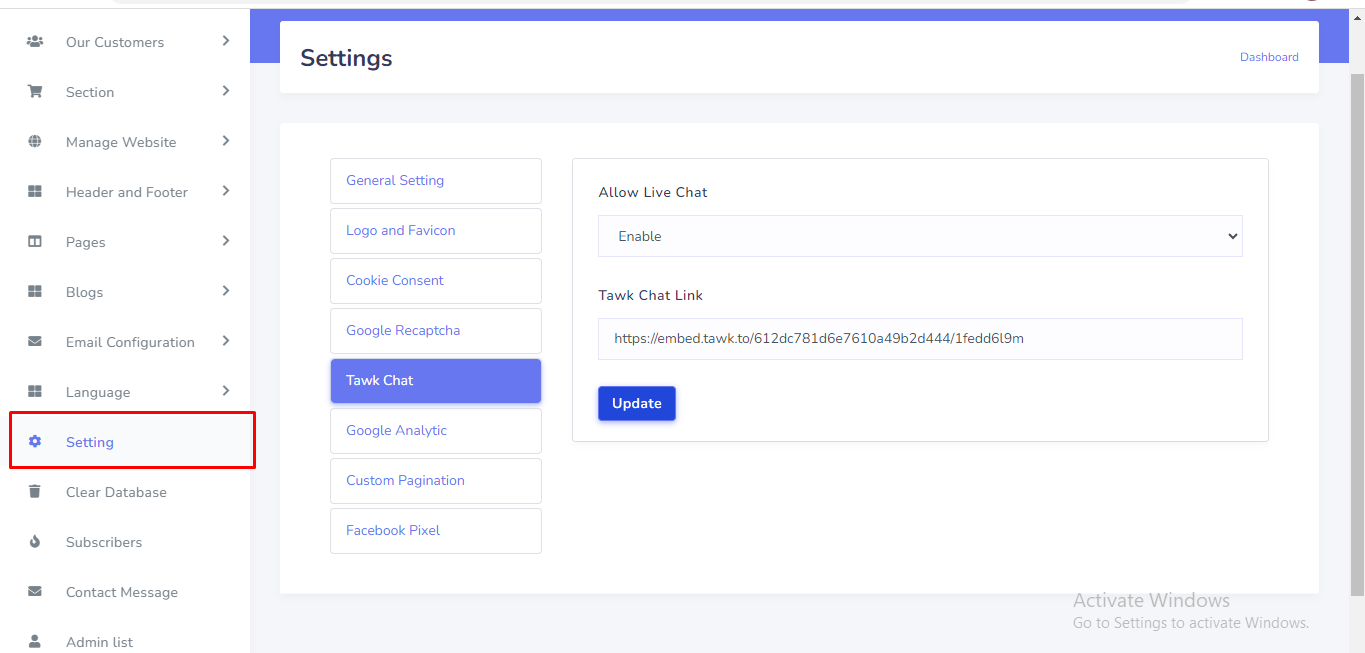 Our Customers
Section
Manage Website
Header and Footer
Pages
Blogs
Email Configuration
Language
Setting
Clear Database
Subscribers
Contact Message
Admin list
Settings
Dashboard
General Setting
Logo and Favicon
Cookie Consent
Google Recaptcha
Tawk Chat
Google Analytic
Custom Pagination
Facebook Pixel
Allow Live Chat
Enable
Tawk Chat Link
https://embed.tawk.to/612dc781d6e7610a49b2d444/1fedd6l9m
Update
Activate Windows
Go to Settings to activate Windows.